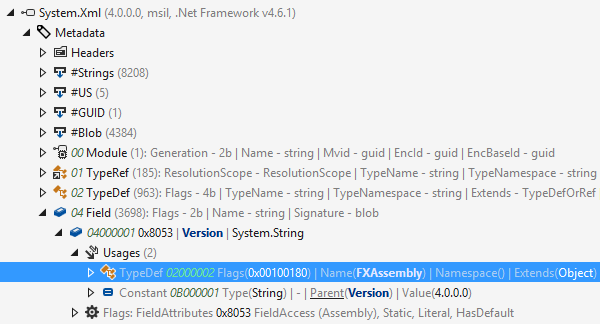 System.Xml (4.0.0.0, msil, .Net Framework v4.6.1)
Metadata
Headers
#Strings (8208)
#US (5)
#GUID (1)
#Blob (4384)
00 Module (1): Generation - 2b | Name - string | Mvid - guid | EncId - guid | EncBaseId - guid
01 TypeRef (185): ResolutionScope - ResolutionScope | TypeName - string | TypeNamespace - string
02 TypeDef (963): Flags - 4b | TypeName - string | TypeNamespace - string | Extends - TypeDefOrRef
04 Field (3698): Flags - 2b | Name - string | Signature - blob
04000001 0x8053 | Version | System.String
Usages (2)
TypeDef 02000002 Flags(0x00100180) | Name(FXAssembly) | Namespace() | Extends(Object)
Constant 0B000001 Type(String) | - | Parent(Version) | Value(4.0.0.0)
Flags: FieldAttributes 0x8053 FieldAccess (Assembly), Static, Literal, HasDefault